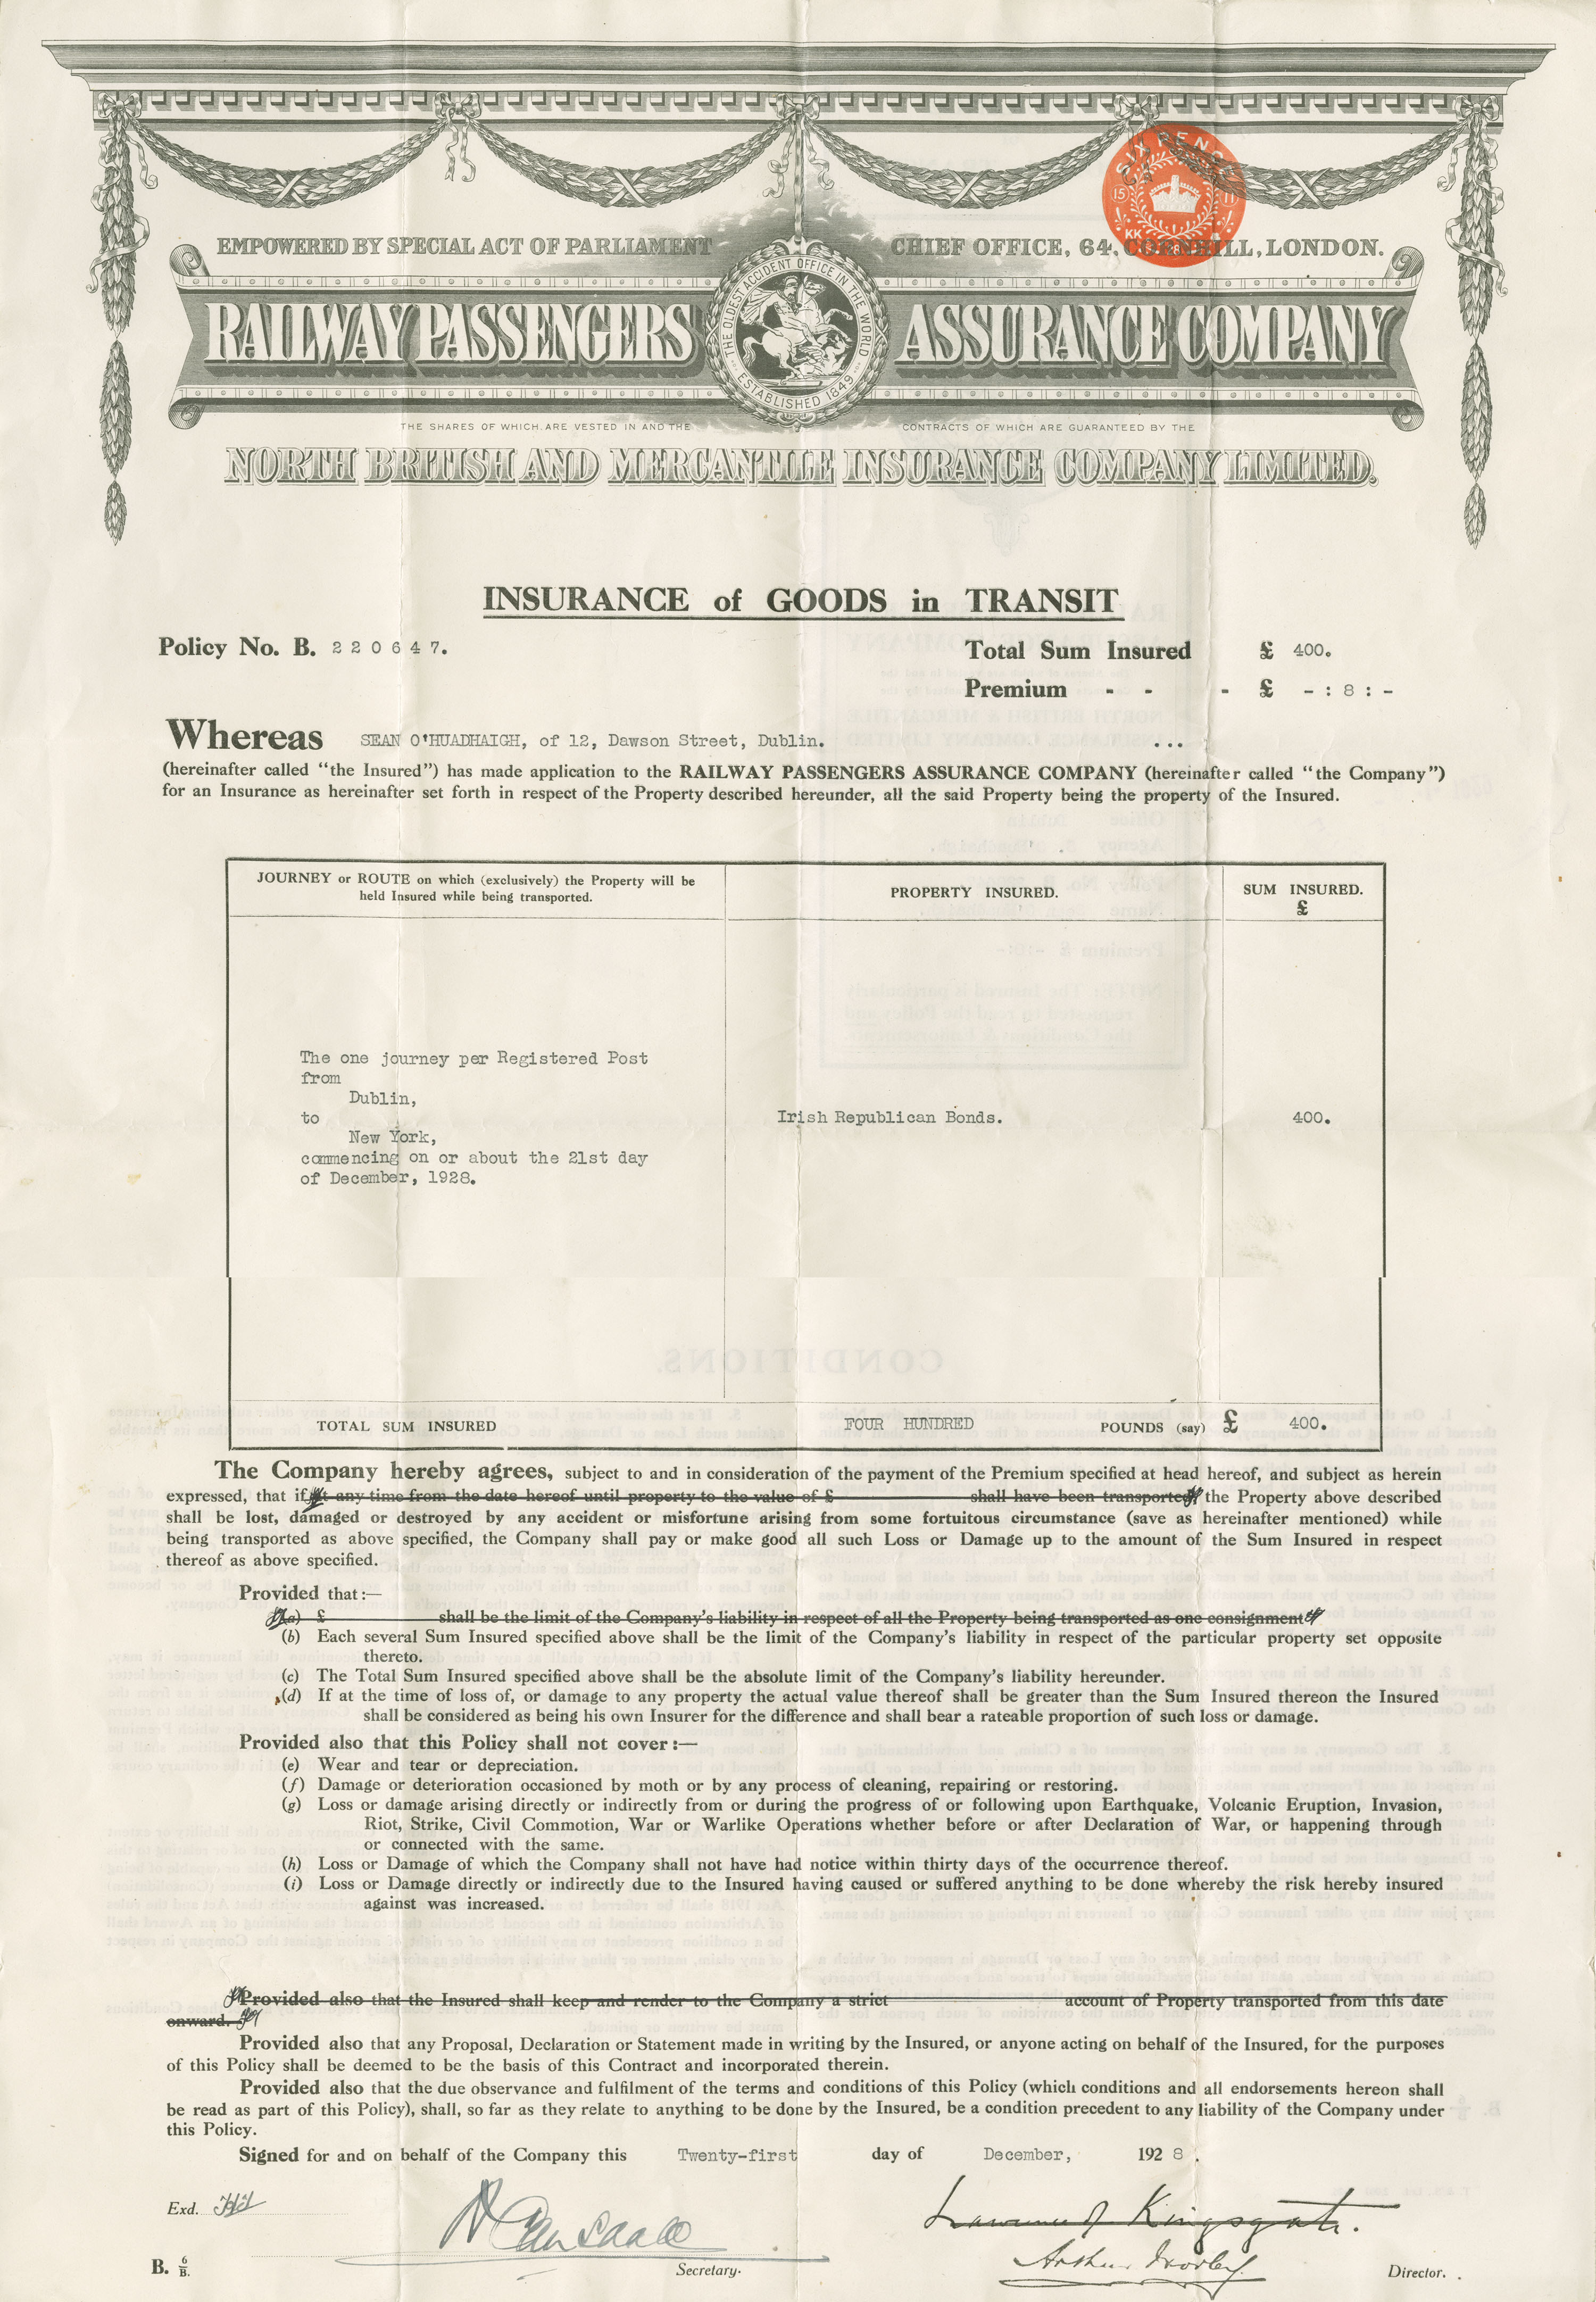 SIX PENCE
15 11
KK 28
EMPOWERED BY SPECIAL ACT OF PARLIAMENT
CHIEF OFFICE, 64, CORNHILL, LONDON.
THE OLDEST ACCIDENT OFFICE IN THE WORLD
ESTABLISHED 1849
RAILWAY PASSENGERS ASSURANCE COMPANY
THE SHARES OF WHICH ARE VESTED IN AND THE CONTRACTS OF WHICH ARE GUARANTEED BY THE
NORTH BRITISH AND MERCANTILE INSURANCE COMPANY LIMITED.
INSURANCE of GOODS in TRANSIT
Policy No. B. 220647.
Total Sum Insured £ 400.
Premium - - - £ - : 8 : -
Whereas SEAN O'HUADHAIGH, of 12, Dawson Street, Dublin. ...
(hereinafter called "the Insured") has made application to the RAILWAY PASSENGERS ASSURANCE COMPANY (hereinafter called "the Company")
for an Insurance as hereinafter set forth in respect of the Property described hereunder, all the said Property being the property of the Insured.
JOURNEY or ROUTE on which (exclusively) the Property will be
held Insured while being transported.
PROPERTY INSURED.
SUM INSURED.
£
The one journey per Registered Post
from
Dublin,
to
New York,
commencing on or about the 21st day
of December, 1928.
Irish Republican Bonds.
400.
TOTAL SUM INSURED FOUR HUNDRED POUNDS (say) £ 400.
The Company hereby agrees, subject to and in consideration of the payment of the Premium specified at head hereof, and subject as herein
expressed, that if at any time from the date hereof until property to the value of £ shall have been transported the Property above described
shall be lost, damaged or destroyed by any accident or misfortune arising from some fortuitous circumstance (save as hereinafter mentioned) while
being transported as above specified, the Company shall pay or make good all such Loss or Damage up to the amount of the Sum Insured in respect
thereof as above specified.
Provided that:—
(a) £ shall be the limit of the Company's liability in respect of all the Property being transported as one consignment
(b) Each several Sum Insured specified above shall be the limit of the Company's liability in respect of the particular property set opposite
thereto.
(c) The Total Sum Insured specified above shall be the absolute limit of the Company's liability hereunder.
(d) If at the time of loss of, or damage to any property the actual value thereof shall be greater than the Sum Insured thereon the Insured
shall be considered as being his own Insurer for the difference and shall bear a rateable proportion of such loss or damage.
Provided also that this Policy shall not cover:—
(e) Wear and tear or depreciation.
(f) Damage or deterioration occasioned by moth or by any process of cleaning, repairing or restoring.
(g) Loss or damage arising directly or indirectly from or during the progress of or following upon Earthquake, Volcanic Eruption, Invasion,
Riot, Strike, Civil Commotion, War or Warlike Operations whether before or after Declaration of War, or happening through
or connected with the same.
(h) Loss or Damage of which the Company shall not have had notice within thirty days of the occurrence thereof.
(i) Loss or Damage directly or indirectly due to the Insured having caused or suffered anything to be done whereby the risk hereby insured
against was increased.
Provided also that the Insured shall keep and render to the Company a strict account of Property transported from this date
onward.
Provided also that any Proposal, Declaration or Statement made in writing by the Insured, or anyone acting on behalf of the Insured, for the purposes
of this Policy shall be deemed to be the basis of this Contract and incorporated therein.
Provided also that the due observance and fulfilment of the terms and conditions of this Policy (which conditions and all endorsements hereon shall
be read as part of this Policy), shall, so far as they relate to anything to be done by the Insured, be a condition precedent to any liability of the Company under
this Policy.
Signed for and on behalf of the Company this Twenty-first day of December, 1928.
Exd.
Kingsgate.
Arthur Worley
B. 6/B.
Secretary.
Director.